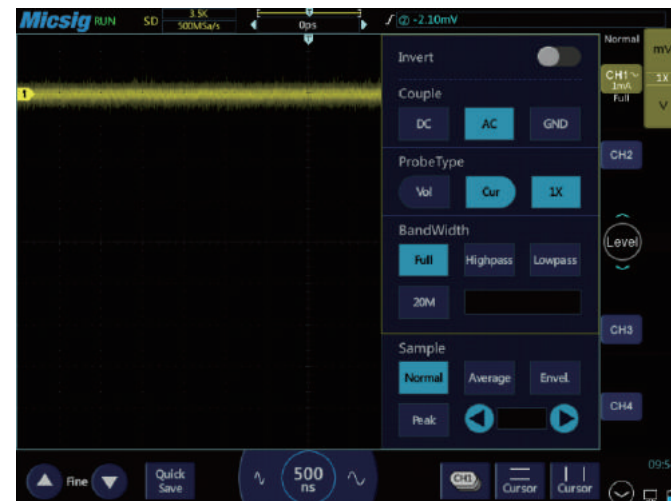 Micsig RUN SD 3.5K 500MSa/s 0ps ② -2.10mV
T
Invert
Normal
mV
CH1
1mA
Full
1X
V
1
Couple
DC AC GND
CH2
ProbeType
Vol Cur 1X
BandWidth
Level
Full Highpass Lowpass
20M
CH3
Sample
Normal Average Envel.
CH4
Peak
Fine
Quick
Save
500
ns
CH1
Cursor
Cursor